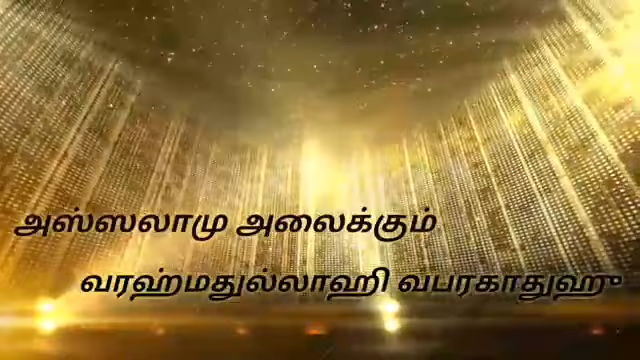 அஸ்ஸலாமு அலைக்கும்
வரஹ்மதுல்லாஹி வபரகாதுஹு